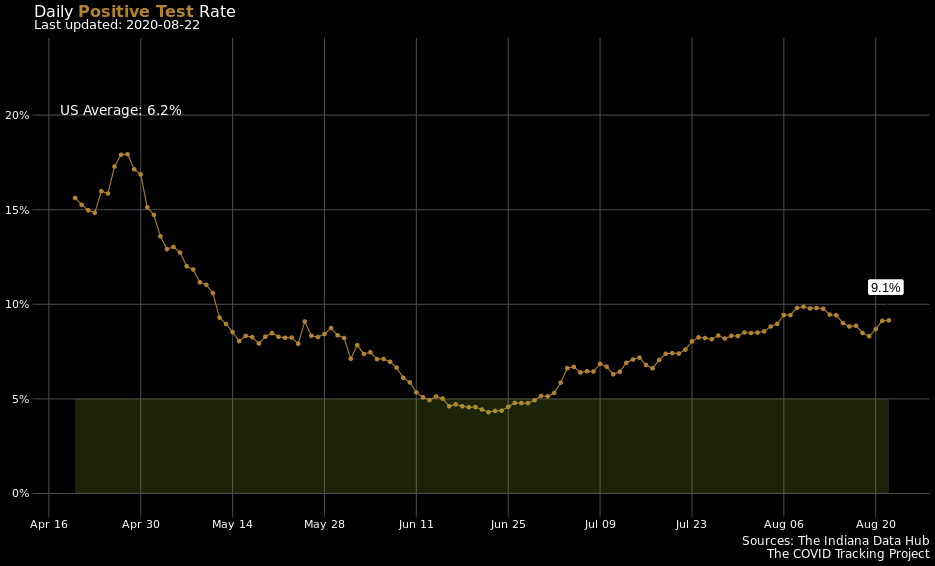 Daily Positive Test Rate
Last updated: 2020-08-22
US Average: 6.2%
20%
15%
10%
5%
0%
9.1%
Apr 16
Apr 30
May 14
May 28
Jun 11
Jun 25
Jul 09
Jul 23
Aug 06
Aug 20
Sources: The Indiana Data Hub
The COVID Tracking Project